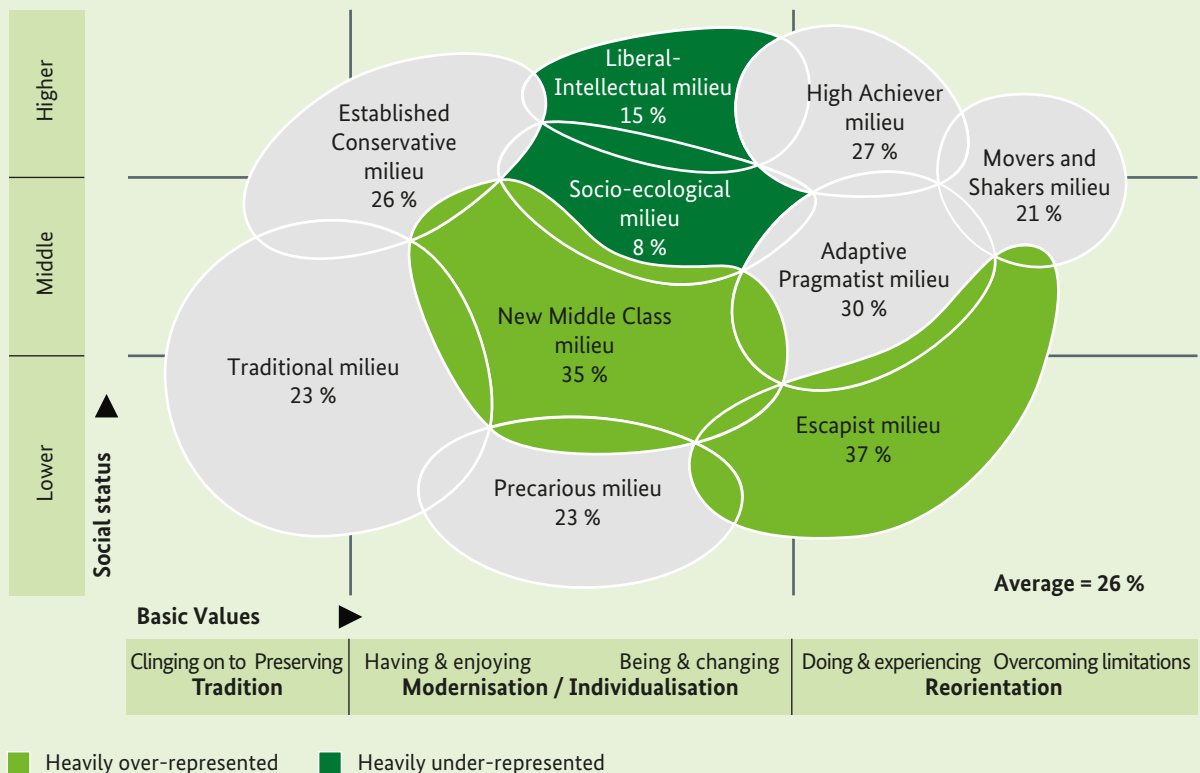 Higher
Middle
Lower
Social status
Liberal-
Intellectual milieu
15 %
High Achiever
milieu
27 %
Established
Conservative
milieu
26 %
Movers and
Shakers milieu
21 %
Socio-ecological
milieu
8 %
Adaptive
Pragmatist milieu
30 %
New Middle Class
milieu
35 %
Traditional milieu
23 %
Escapist milieu
37 %
Precarious milieu
23 %
Average = 26 %
Basic Values
Clinging on to Preserving
Tradition
Having & enjoying Being & changing
Modernisation / Individualisation
Doing & experiencing Overcoming limitations
Reorientation
Heavily over-represented
Heavily under-represented